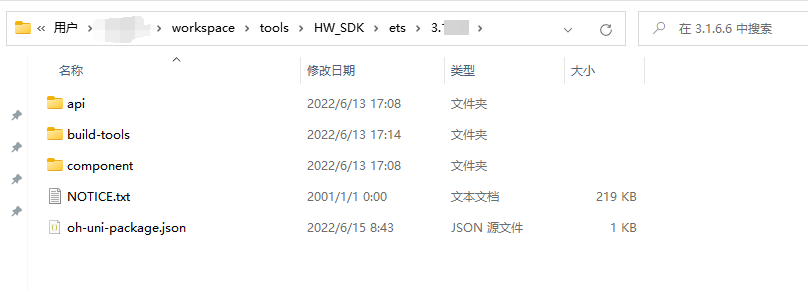 « 用户 › › workspace › tools › HW_SDK › ets › 3. ›
在 3.1.6.6 中搜索
名称 修改日期 类型 大小
api 2022/6/13 17:08 文件夹
build-tools 2022/6/13 17:14 文件夹
component 2022/6/13 17:08 文件夹
NOTICE.txt 2001/1/1 0:00 文本文档 219 KB
oh-uni-package.json 2022/6/15 8:43 JSON 源文件 1 KB